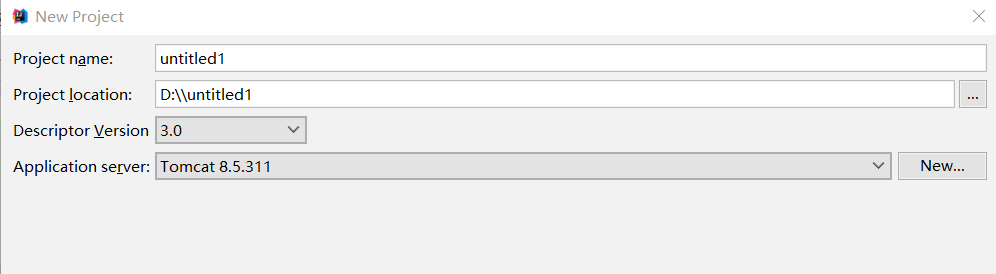 New Project
Project name: untitled1
Project location: D:\\untitled1 ...
Descriptor Version 3.0
Application server: Tomcat 8.5.311 New...